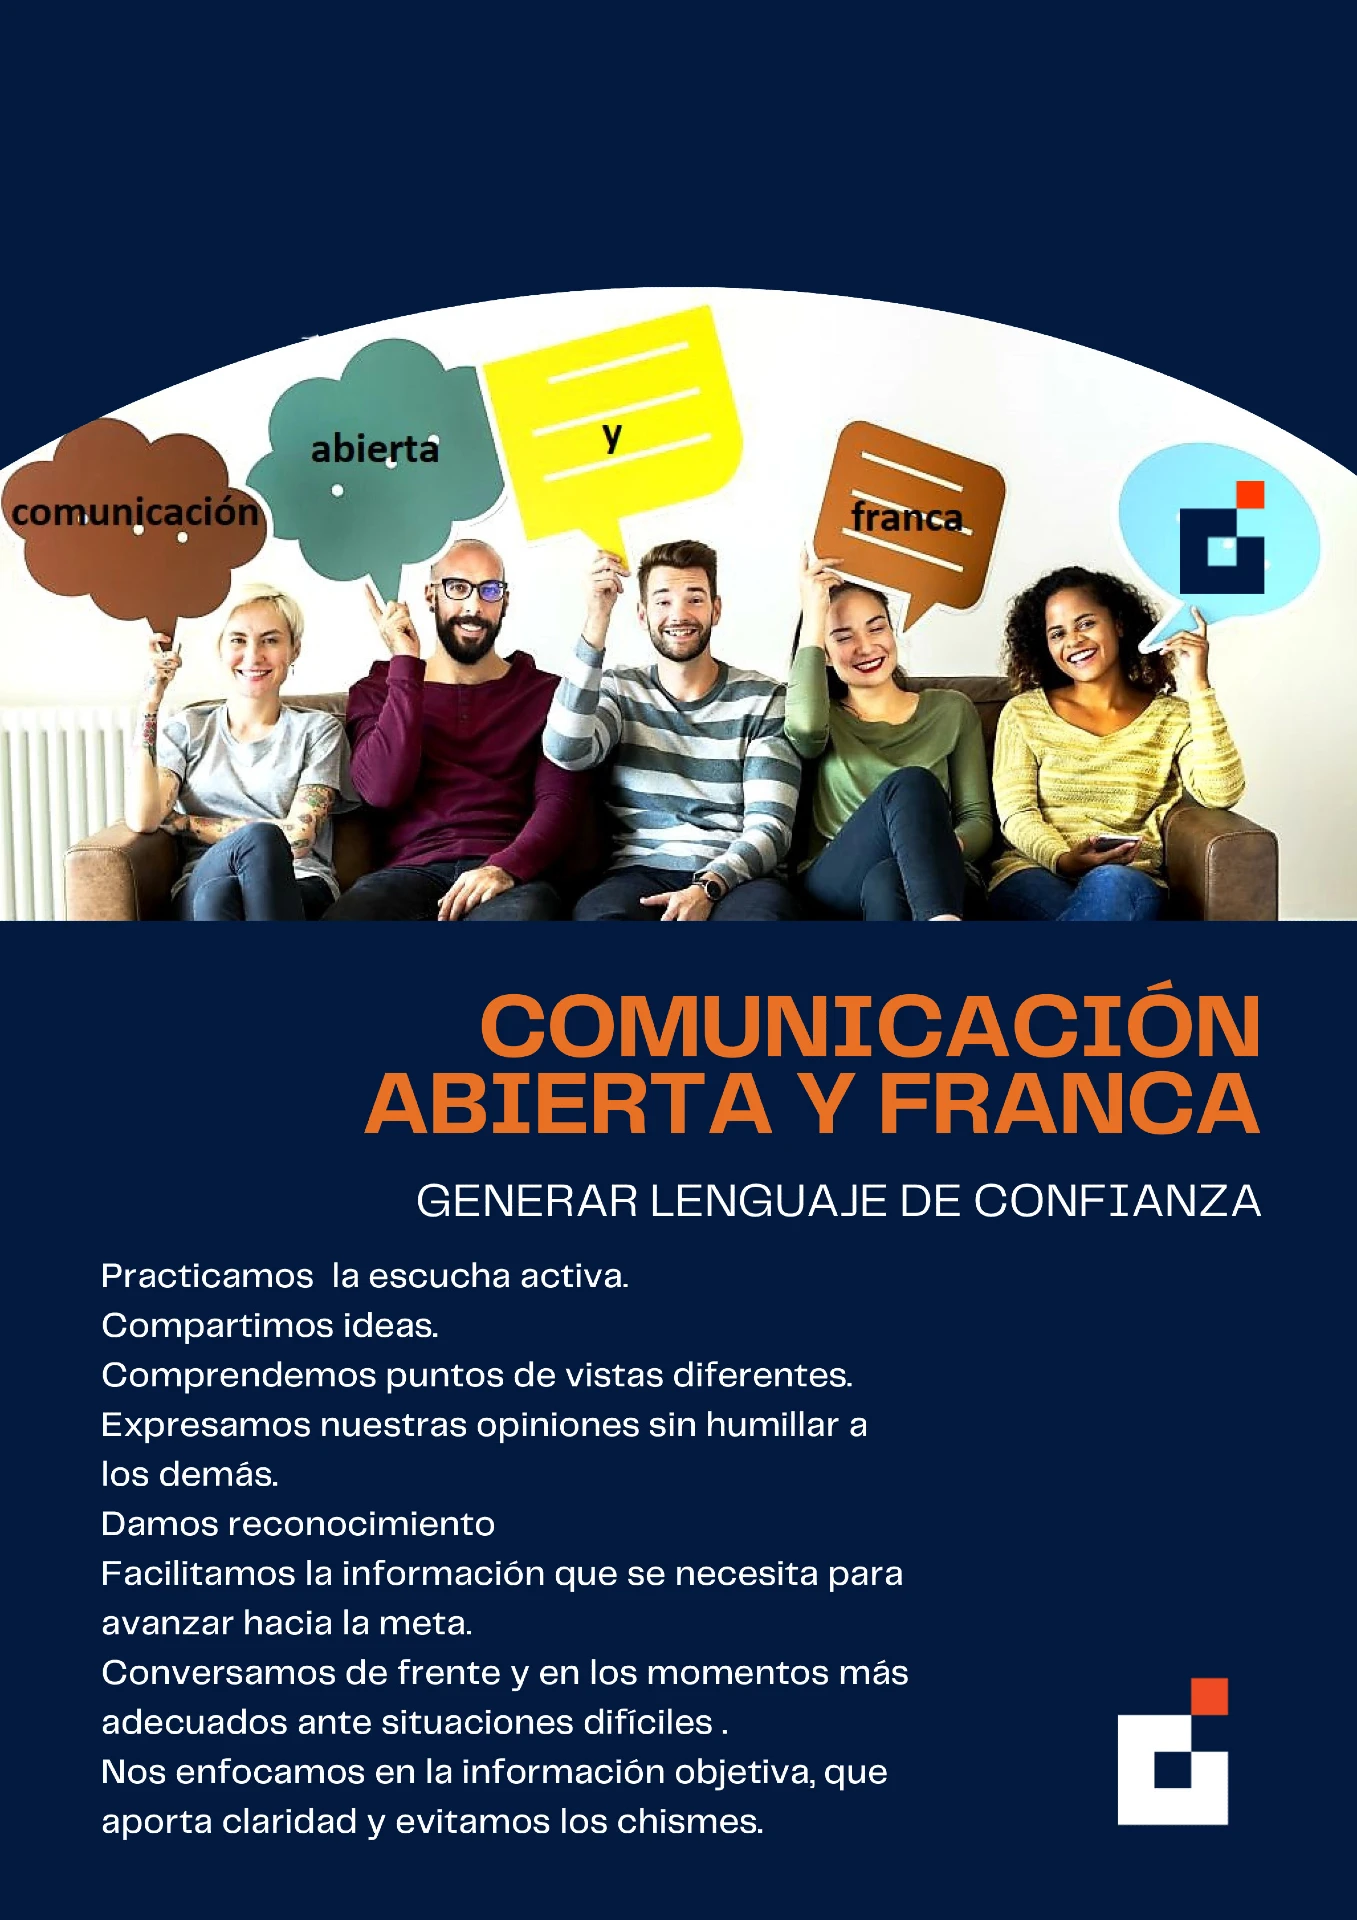 comunicación
abierta
y
franca
COMUNICACIÓN
ABIERTA Y FRANCA
GENERAR LENGUAJE DE CONFIANZA
Practicamos  la escucha activa.
Compartimos ideas.
Comprendemos puntos de vistas diferentes.
Expresamos nuestras opiniones sin humillar a
los demás.
Damos reconocimiento
Facilitamos la información que se necesita para
avanzar hacia la meta.
Conversamos de frente y en los momentos más
adecuados ante situaciones difíciles .
Nos enfocamos en la información objetiva, que
aporta claridad y evitamos los chismes.